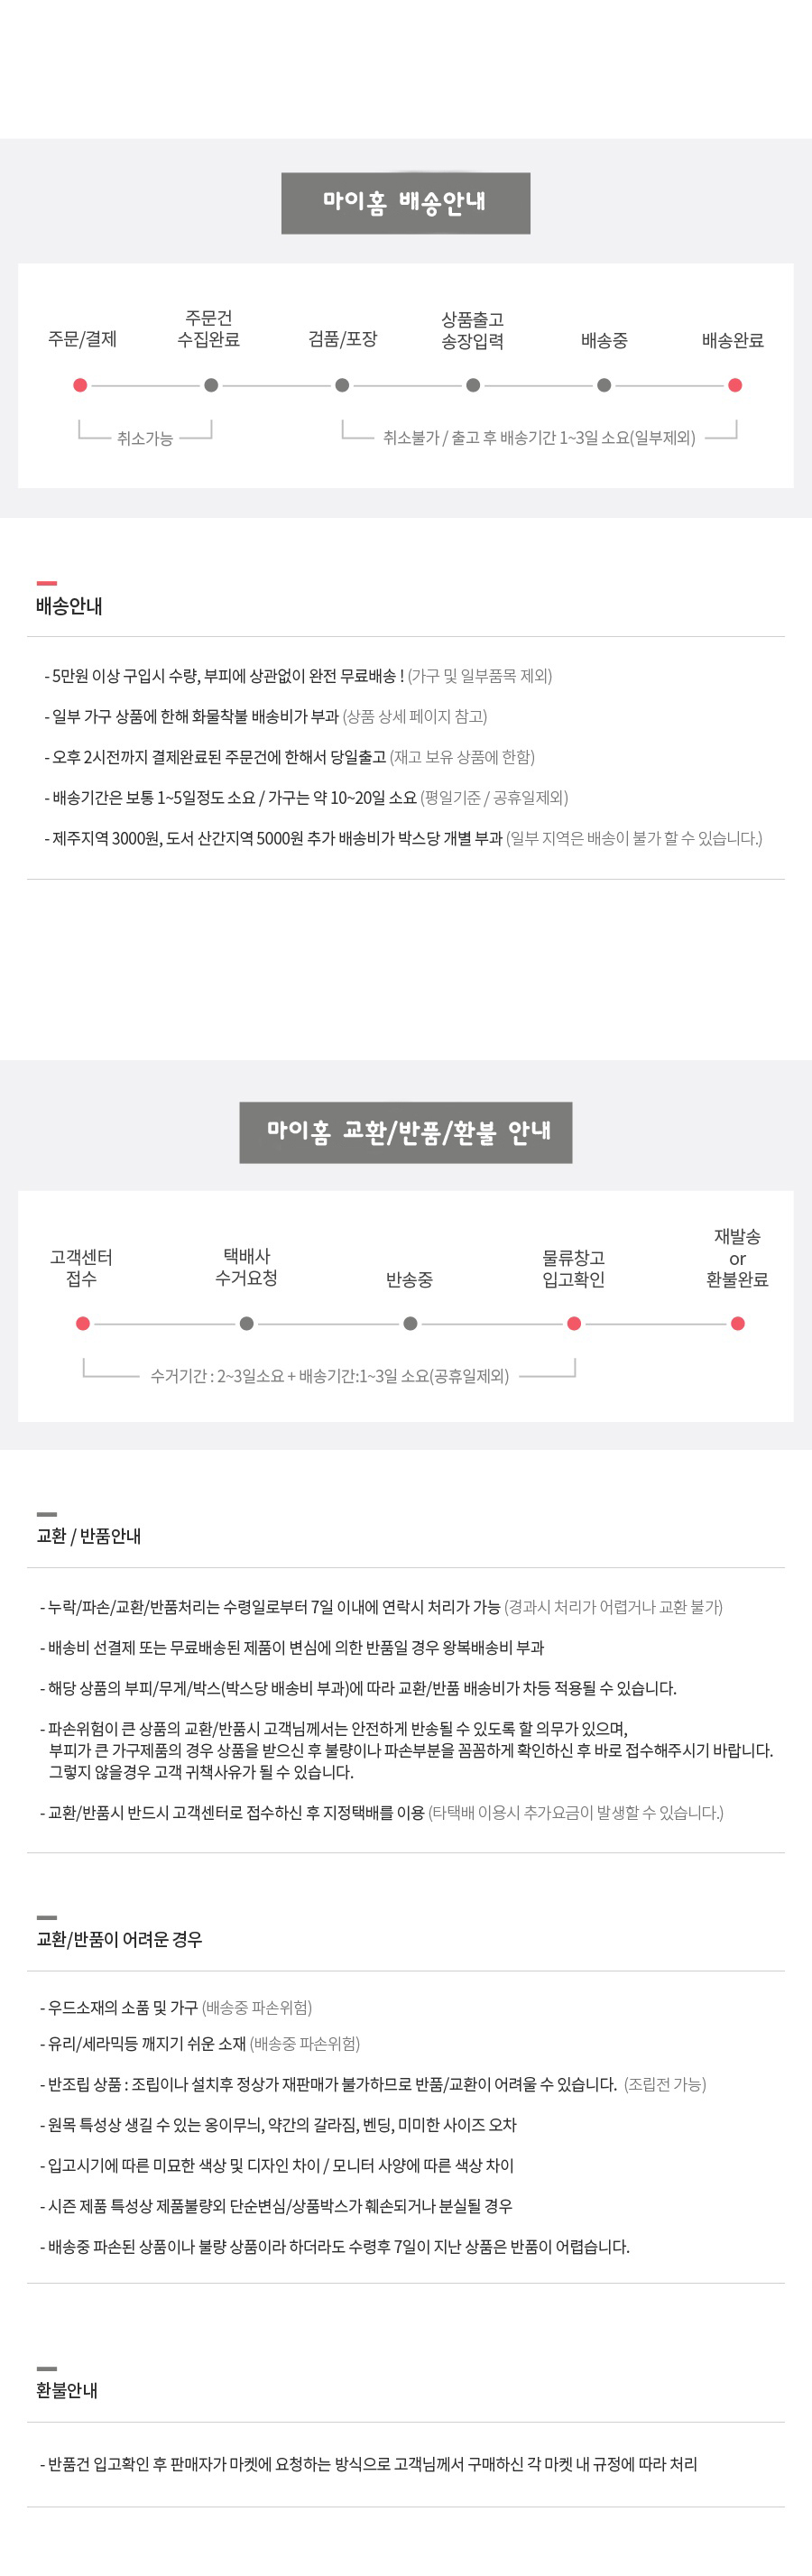 마이홈 배송안내
주문/결제
주문건
수집완료
검품/포장
상품출고
송장입력
배송중
배송완료
취소가능
취소불가 / 출고 후 배송기간 1~3일 소요(일부제외)
배송안내
- 5만원 이상 구입시 수량, 부피에 상관없이 완전 무료배송 ! (가구 및 일부품목 제외)
- 일부 가구 상품에 한해 화물착불 배송비가 부과 (상품 상세 페이지 참고)
- 오후 2시전까지 결제완료된 주문건에 한해서 당일출고 (재고 보유 상품에 한함)
- 배송기간은 보통 1~5일정도 소요 / 가구는 약 10~20일 소요 (평일기준 / 공휴일제외)
- 제주지역 3000원, 도서 산간지역 5000원 추가 배송비가 박스당 개별 부과 (일부 지역은 배송이 불가 할 수 있습니다.)
마이홈 교환/반품/환불 안내
고객센터
접수
택배사
수거요청
반송중
물류창고
입고확인
재발송
or
환불완료
수거기간 : 2~3일소요 + 배송기간:1~3일 소요(공휴일제외)
교환 / 반품안내
- 누락/파손/교환/반품처리는 수령일로부터 7일 이내에 연락시 처리가 가능 (경과시 처리가 어렵거나 교환 불가)
- 배송비 선결제 또는 무료배송된 제품이 변심에 의한 반품일 경우 왕복배송비 부과
- 해당 상품의 부피/무게/박스(박스당 배송비 부과)에 따라 교환/반품 배송비가 차등 적용될 수 있습니다.
- 파손위험이 큰 상품의 교환/반품시 고객님께서는 안전하게 반송될 수 있도록 할 의무가 있으며,
부피가 큰 가구제품의 경우 상품을 받으신 후 불량이나 파손부분을 꼼꼼하게 확인하신 후 바로 접수해주시기 바랍니다.
그렇지 않을경우 고객 귀책사유가 될 수 있습니다.
- 교환/반품시 반드시 고객센터로 접수하신 후 지정택배를 이용 (타택배 이용시 추가요금이 발생할 수 있습니다.)
교환/반품이 어려운 경우
- 우드소재의 소품 및 가구 (배송중 파손위험)
- 유리/세라믹등 깨지기 쉬운 소재 (배송중 파손위험)
- 반조립 상품 : 조립이나 설치후 정상가 재판매가 불가하므로 반품/교환이 어려울 수 있습니다. (조립전 가능)
- 원목 특성상 생길 수 있는 옹이무늬, 약간의 갈라짐, 벤딩, 미미한 사이즈 오차
- 입고시기에 따른 미묘한 색상 및 디자인 차이 / 모니터 사양에 따른 색상 차이
- 시즌 제품 특성상 제품불량외 단순변심/상품박스가 훼손되거나 분실될 경우
- 배송중 파손된 상품이나 불량 상품이라 하더라도 수령후 7일이 지난 상품은 반품이 어렵습니다.
환불안내
- 반품건 입고확인 후 판매자가 마켓에 요청하는 방식으로 고객님께서 구매하신 각 마켓 내 규정에 따라 처리